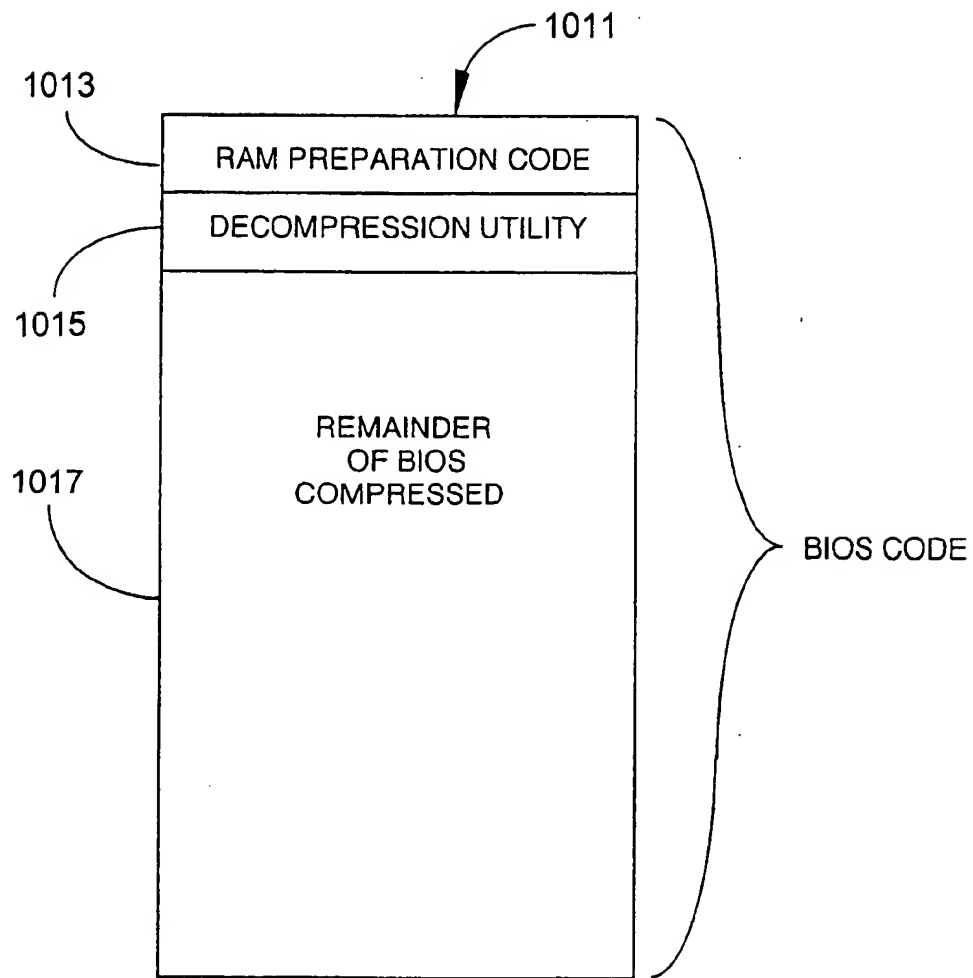 1011
1013
RAM PREPARATION CODE
DECOMPRESSION UTILITY
1015
REMAINDER
OF BIOS
COMPRESSED
1017
BIOS CODE